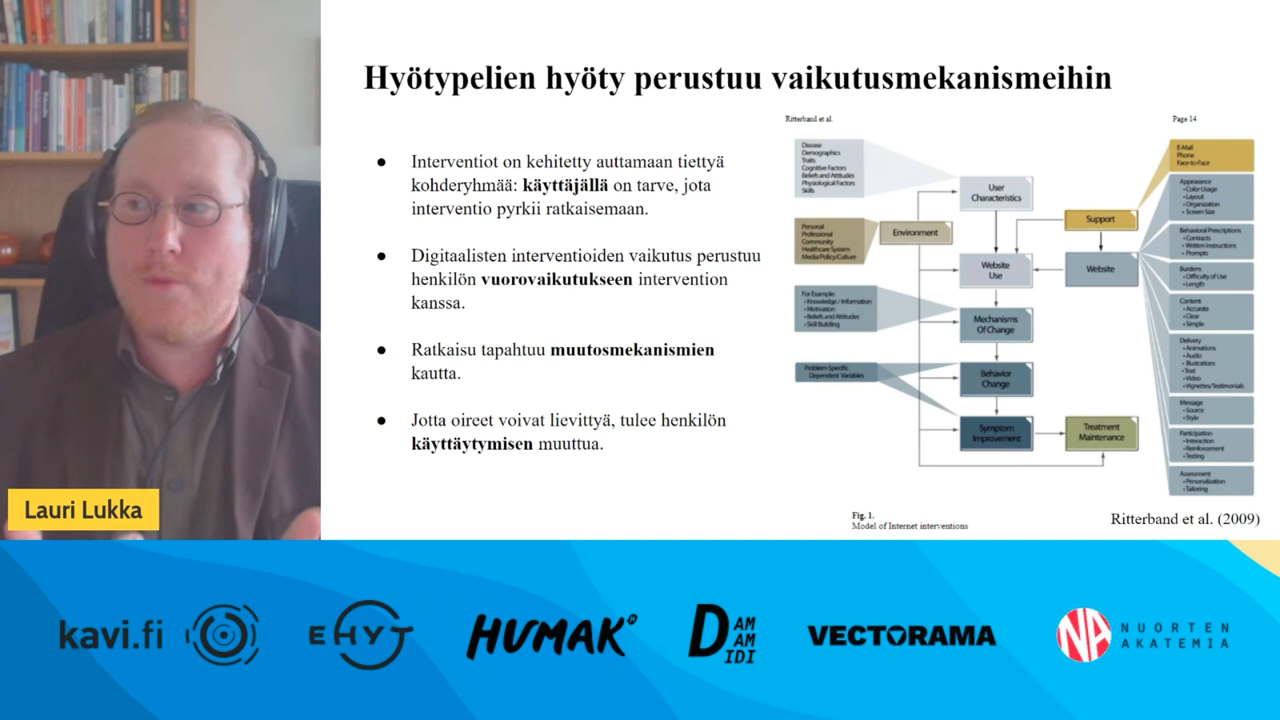 Hyötypelien hyöty perustuu vaikutusmekanismeihin
● Interventiot on kehitetty auttamaan tiettyä
kohderyhmää: käyttäjällä on tarve, jota
interventio pyrkii ratkaisemaan.
● Digitaalisten interventioiden vaikutus perustuu
henkilön vuorovaikutukseen intervention
kanssa.
● Ratkaisu tapahtuu muutosmekanismien
kautta.
● Jotta oireet voivat lievittyä, tulee henkilön
käyttäytymisen muuttua.
Ritterband et al.
Page 14
Disease
Demographics
Traits
Cognitive Factors
Beliefs and Attitudes
Physiological Factors
Skills
Personal
Professional
Community
Healthcare System
Media/Policy/Culture
For Example:
• Knowledge / Information
• Motivation
• Beliefs and Attitudes
• Skill Building
Problem-Specific
Dependent Variables
Environment
User
Characteristics
Website
Use
Mechanisms
Of Change
Behavior
Change
Symptom
Improvement
Support
Website
Treatment
Maintenance
E-Mail
Phone
Face-to-Face
Appearance
• Color Usage
• Layout
• Organization
• Screen Size
Behavioral Prescriptions
• Contracts
• Written Instructions
• Prompts
Burdens
• Difficulty of Use
• Length
Content
• Accurate
• Clear
• Simple
Delivery
• Animations
• Audio
• Illustrations
• Text
• Video
• Vignettes/Testimonials
Message
• Source
• Style
Participation
• Interaction
• Reinforcement
• Testing
Assessment
• Personalization
• Tailoring
Fig. 1.
Model of Internet interventions
Ritterband et al. (2009)
Lauri Lukka
kavi.fi
EHYT
HUMAK
DAM
AM
IDI
VECTORAMA
NA
NUORTEN
AKATEMIA